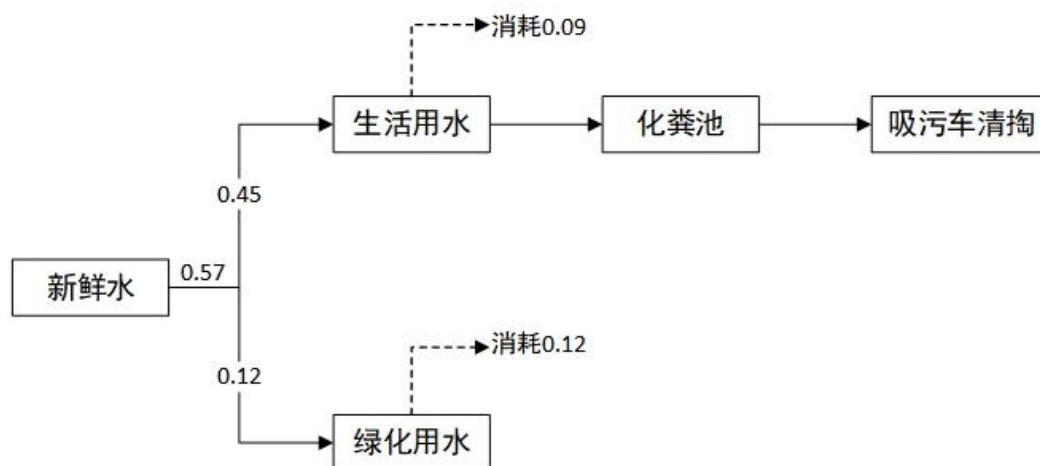 消耗0.09
生活用水
化粪池
吸污车清掏
0.45
新鲜水
0.57
消耗0.12
0.12
绿化用水